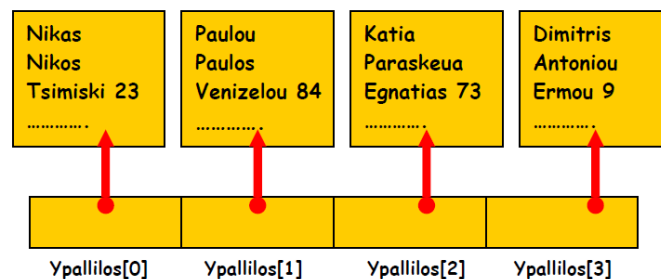 Nikas
Nikos
Tsimiski 23
………….
Paulou
Paulos
Venizelou 84
………….
Katia
Paraskeua
Egnatias 73
………….
Dimitris
Antoniou
Ermou 9
………….
Ypallilos[0]
Ypallilos[1]
Ypallilos[2]
Ypallilos[3]